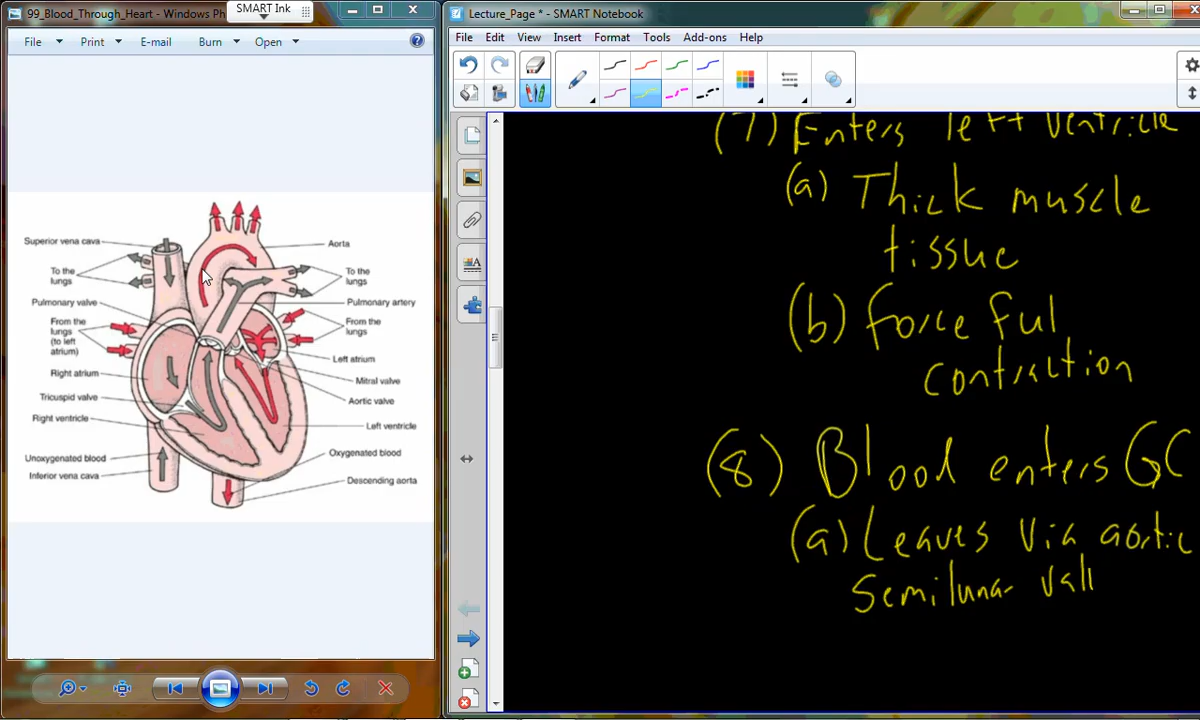 99_Blood_Through_Heart - Windows Ph
SMART Ink
File Print E-mail Burn Open
Superior vena cava
To the
lungs
Pulmonary valve
From the
lungs
(to left
atrium)
Right atrium
Tricuspid valve
Right ventricle
Unoxygenated blood
Inferior vena cava
Aorta
To the
lungs
Pulmonary artery
From the
lungs
Left atrium
Mitral valve
Aortic valve
Left ventricle
Oxygenated blood
Descending aorta
Lecture_Page * - SMART Notebook
File Edit View Insert Format Tools Add-ons Help
(7) Enters left ventricle
(a) Thick muscle
tissue
(b) Forceful
contraction
(8) Blood enters GC
(a) Leaves via aortic
Semilunar val